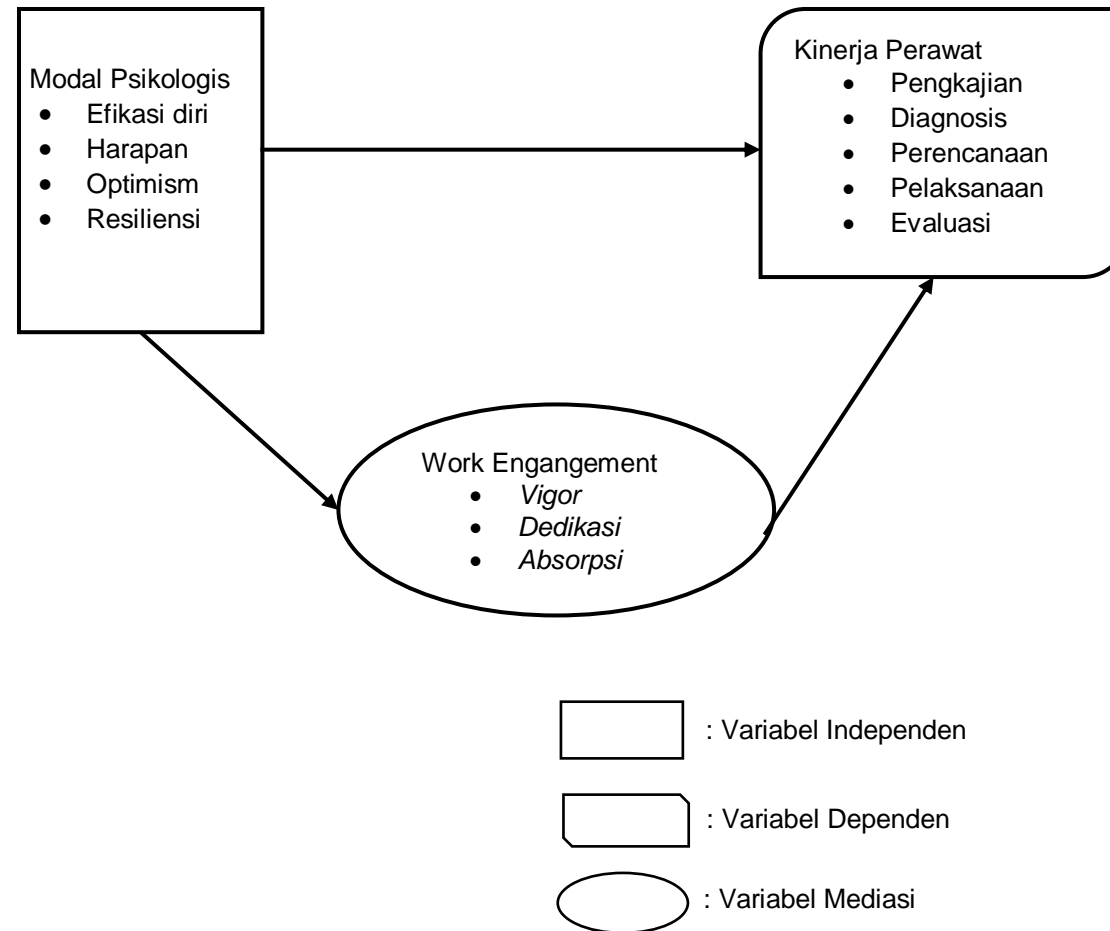 Modal Psikologis
• Efikasi diri
• Harapan
• Optimism
• Resiliensi
Kinerja Perawat
• Pengkajian
• Diagnosis
• Perencanaan
• Pelaksanaan
• Evaluasi
Work Engangement
• Vigor
• Dedikasi
• Absorpsi
: Variabel Independen
: Variabel Dependen
: Variabel Mediasi